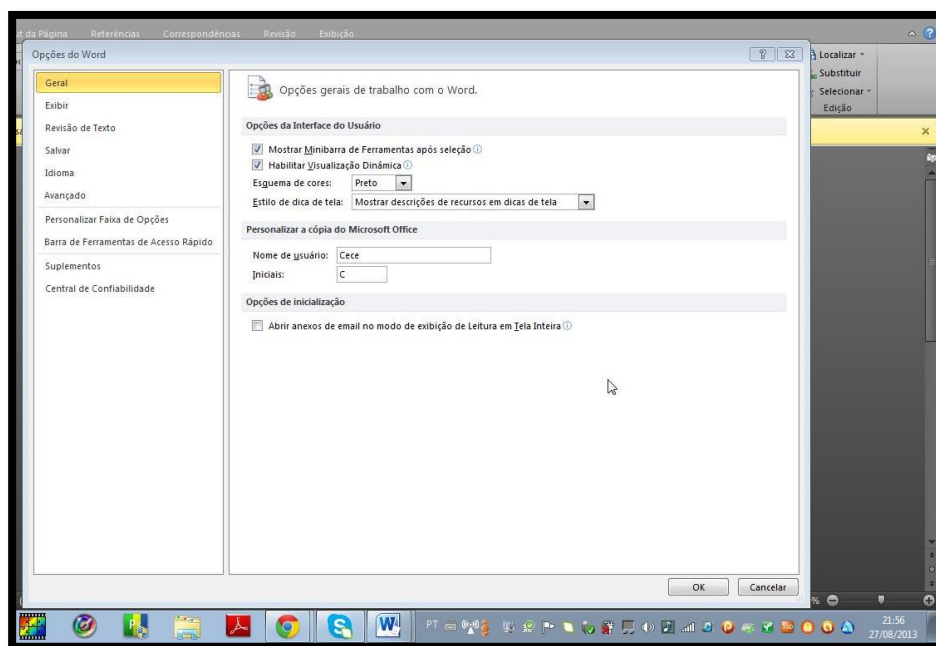 da Página Referências Correspondências Revisão Exibição
Opções do Word
Localizar
Substituir
Selecionar
Edição
Geral
Exibir
Revisão de Texto
Salvar
Idioma
Avançado
Personalizar Faixa de Opções
Barra de Ferramentas de Acesso Rápido
Suplementos
Central de Confiabilidade
Opções gerais de trabalho com o Word.
Opções da Interface do Usuário
Mostrar Minibarra de Ferramentas após seleção
Habilitar Visualização Dinâmica
Esquema de cores: Preto
Estilo de dica de tela: Mostrar descrições de recursos em dicas de tela
Personalizar a cópia do Microsoft Office
Nome de usuário: Cece
Iniciais: C
Opções de inicialização
Abrir anexos de email no modo de exibição de Leitura em Tela Inteira
OK Cancelar
%
PT
21:56
27/08/2013